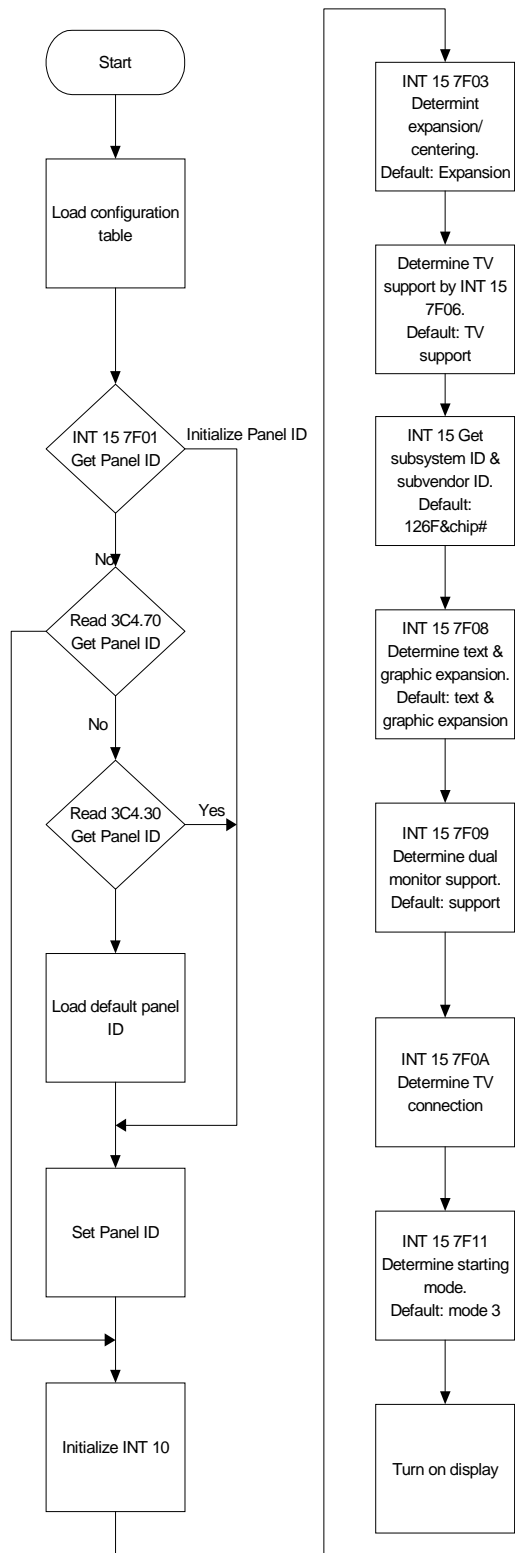 Start
Load configuration
table
INT 15 7F01
Get Panel ID
Initialize Panel ID
No
Read 3C4.70
Get Panel ID
No
Read 3C4.30
Get Panel ID
Yes
Load default panel
ID
Set Panel ID
Initialize INT 10
INT 15 7F03
Determint
expansion/
centering.
Default: Expansion
Determine TV
support by INT 15
7F06.
Default: TV
support
INT 15 Get
subsystem ID &
subvendor ID.
Default:
126F&chip#
INT 15 7F08
Determine text &
graphic expansion.
Default: text &
graphic expansion
INT 15 7F09
Determine dual
monitor support.
Default: support
INT 15 7F0A
Determine TV
connection
INT 15 7F11
Determine starting
mode.
Default: mode 3
Turn on display